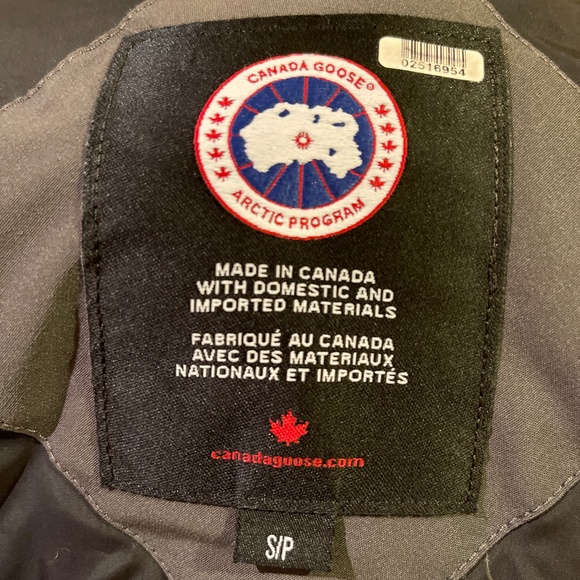 CANADA GOOSE®
ARCTIC PROGRAM
02516954
MADE IN CANADA
WITH DOMESTIC AND
IMPORTED MATERIALS
FABRIQUÉ AU CANADA
AVEC DES MATERIAUX
NATIONAUX ET IMPORTÉS
canadagoose.com
S/P